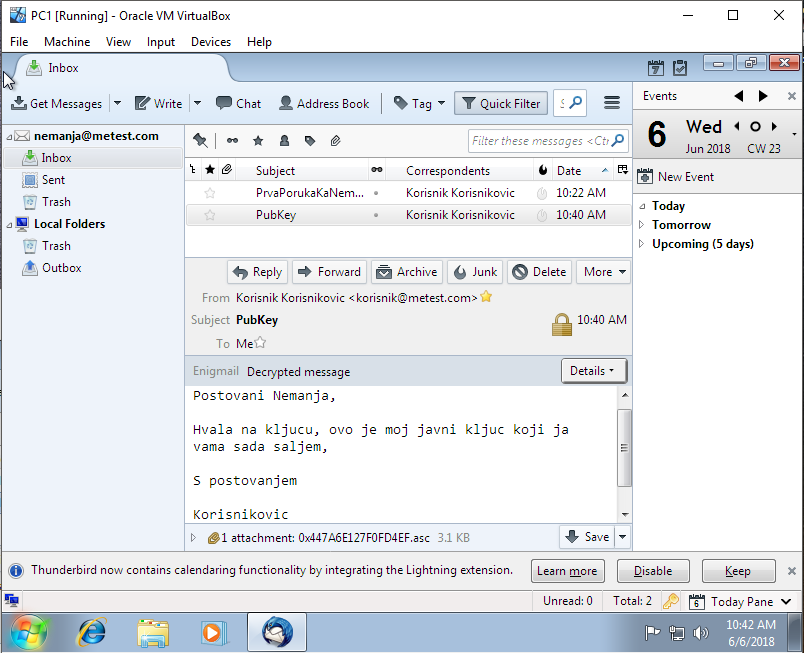 PC1 [Running] - Oracle VM VirtualBox
File Machine View Input Devices Help
Inbox
Get Messages Write Chat Address Book Tag Quick Filter
Events
nemanja@metest.com
Inbox
Sent
Trash
Local Folders
Trash
Outbox
Filter these messages <Ctr
Subject Correspondents Date
PrvaPorukaKaNem... Korisnik Korisnikovic 10:22 AM
PubKey Korisnik Korisnikovic 10:40 AM
Reply Forward Archive Junk Delete More
From Korisnik Korisnikovic <korisnik@metest.com>
Subject PubKey 10:40 AM
To Me
Enigmail Decrypted message Details
Postovani Nemanja,
Hvala na kljucu, ovo je moj javni kljuc koji ja
vama sada saljem,
S postovanjem
Korisnikovic
1 attachment: 0x447A6E127F0FD4EF.asc 3.1 KB Save
6 Wed
Jun 2018 CW 23
New Event
Today
Tomorrow
Upcoming (5 days)
Thunderbird now contains calendaring functionality by integrating the Lightning extension. Learn more Disable Keep
Unread: 0 Total: 2 6 Today Pane
10:42 AM
6/6/2018